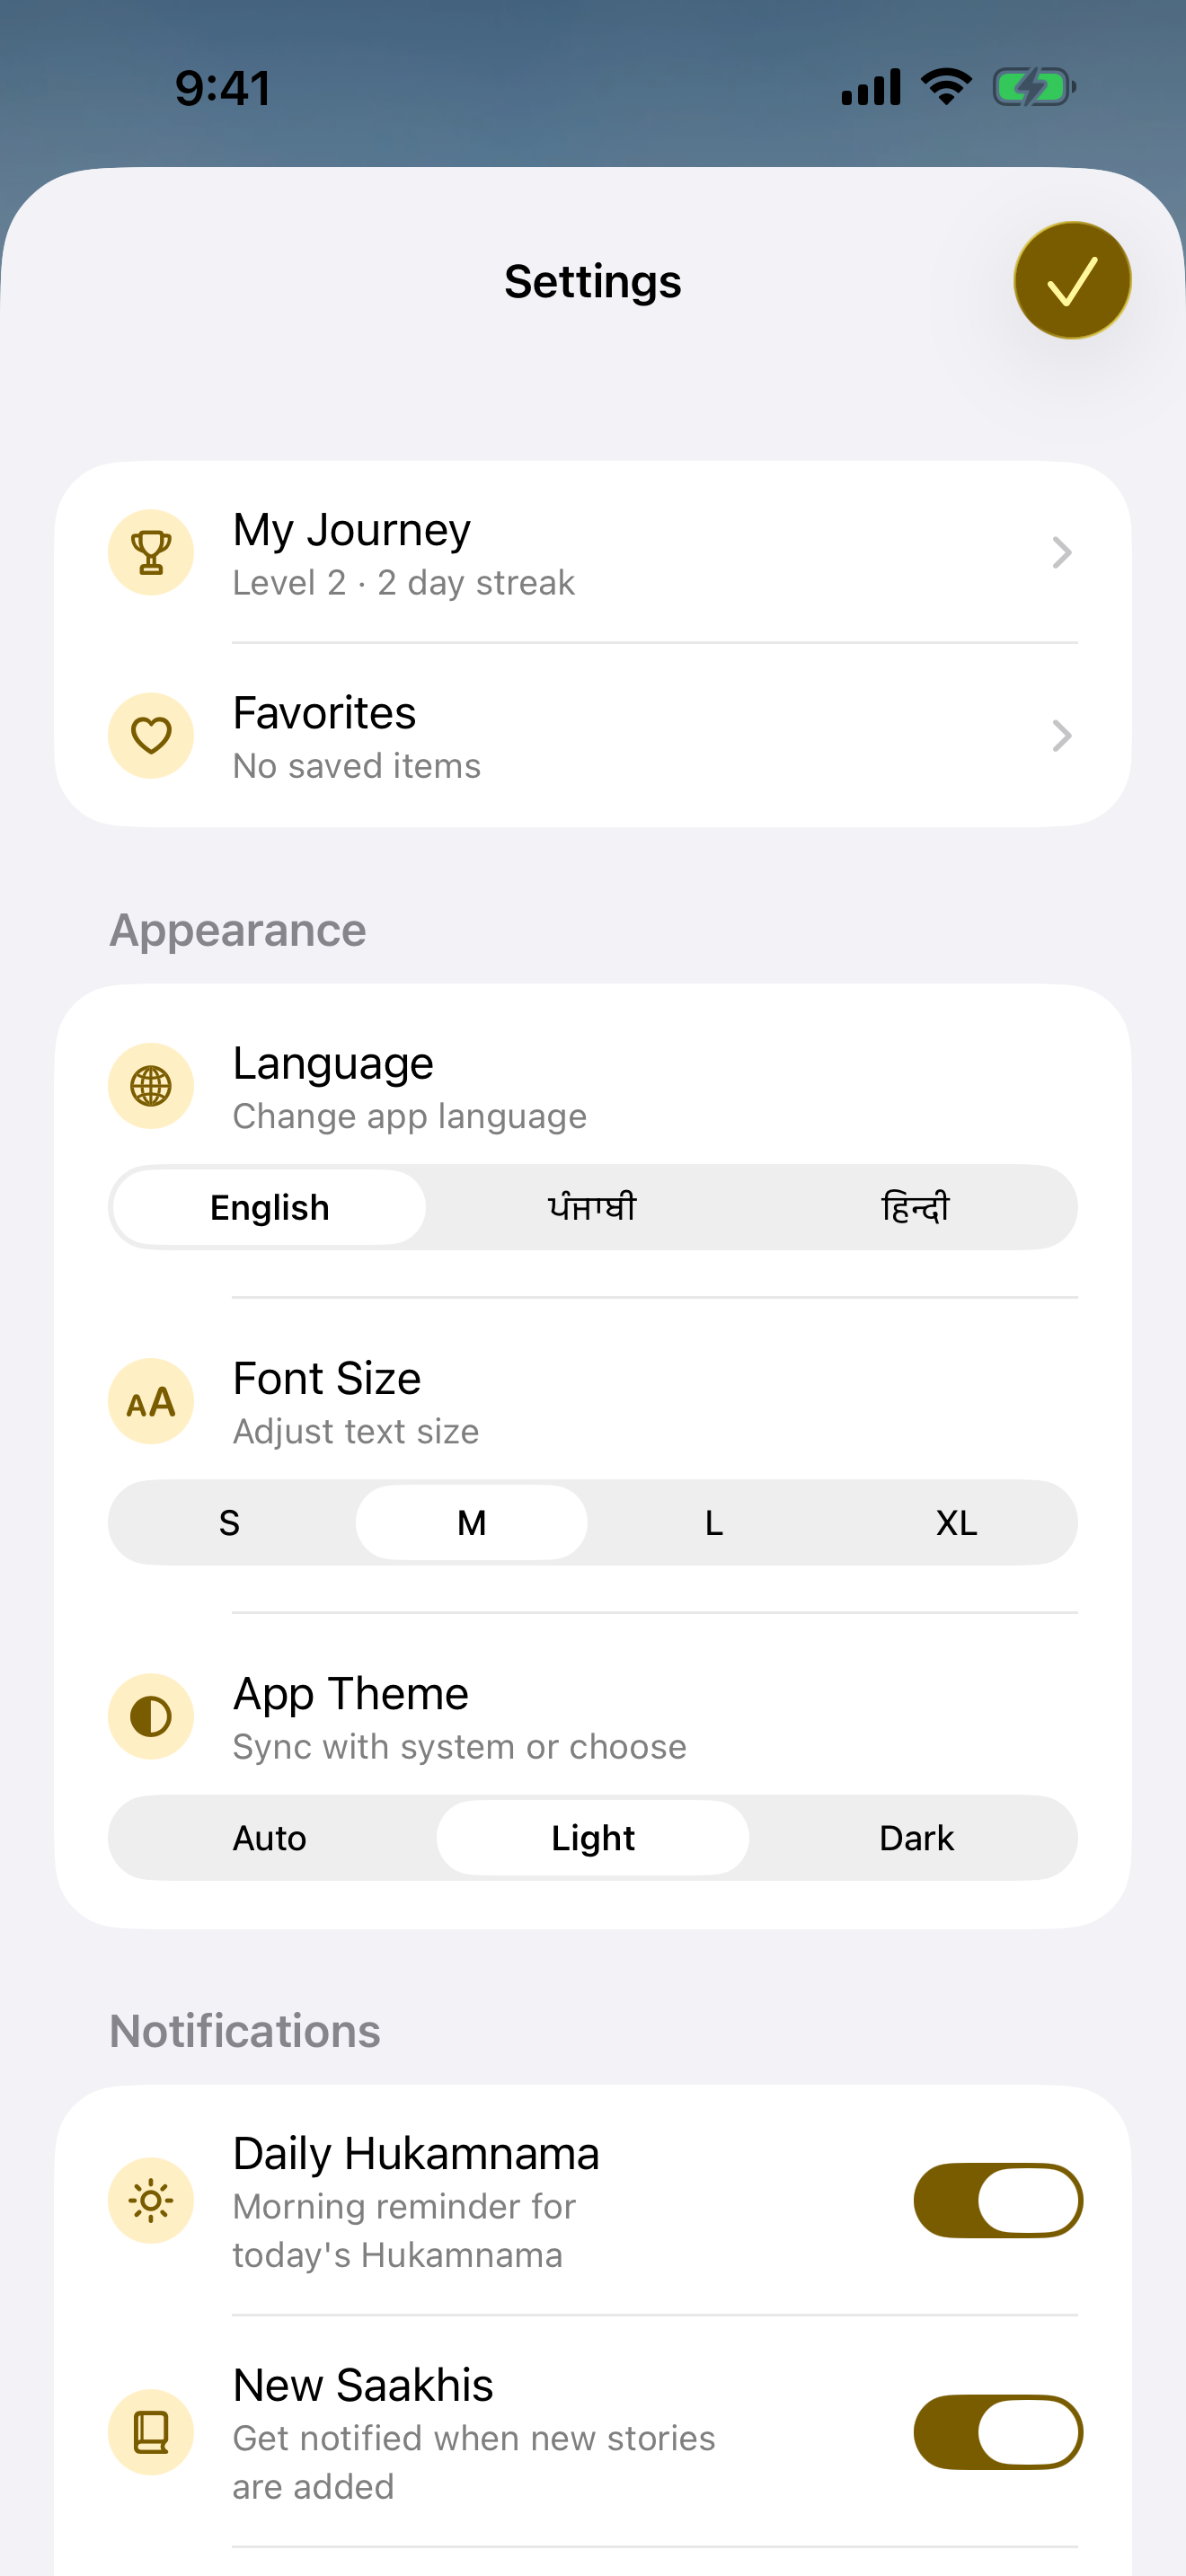 9:41
Settings
My Journey
Level 2 · 2 day streak
Favorites
No saved items
Appearance
Language
Change app language
English
ਪੰਜਾਬੀ
हिन्दी
AA
Font Size
Adjust text size
S
M
L
XL
App Theme
Sync with system or choose
Auto
Light
Dark
Notifications
Daily Hukamnama
Morning reminder for
today's Hukamnama
New Saakhis
Get notified when new stories
are added